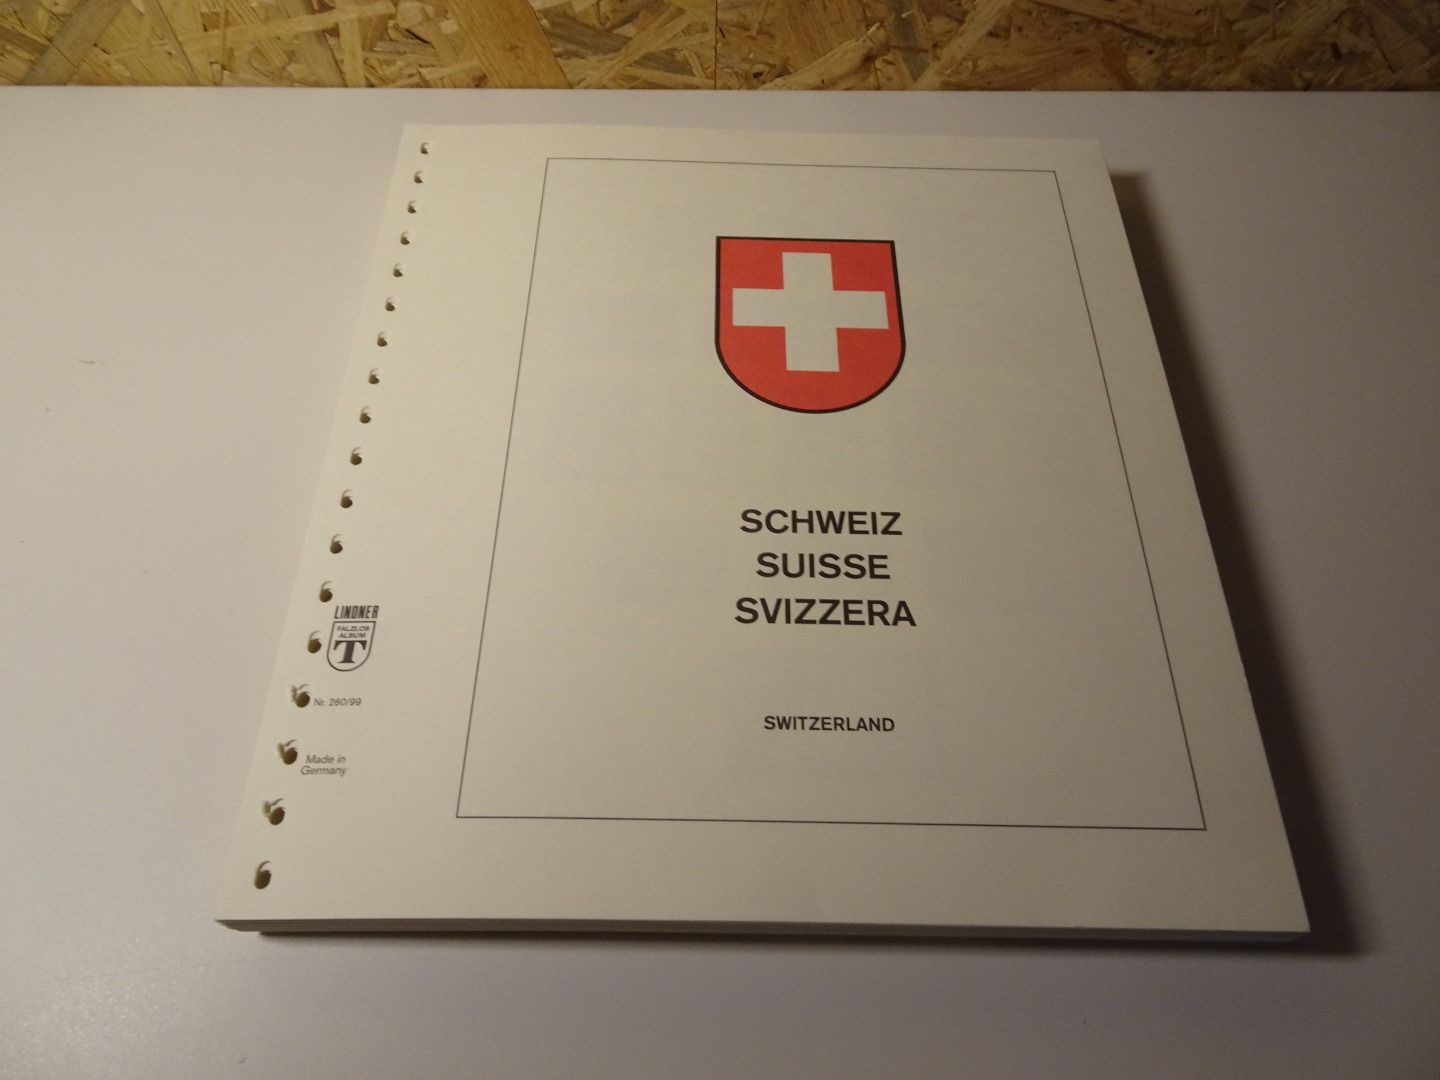 SCHWEIZ
SUISSE
SVIZZERA
SWITZERLAND
LINDNER
FALZLOS
ALBUM
T
Nr. 260/99
Made in
Germany